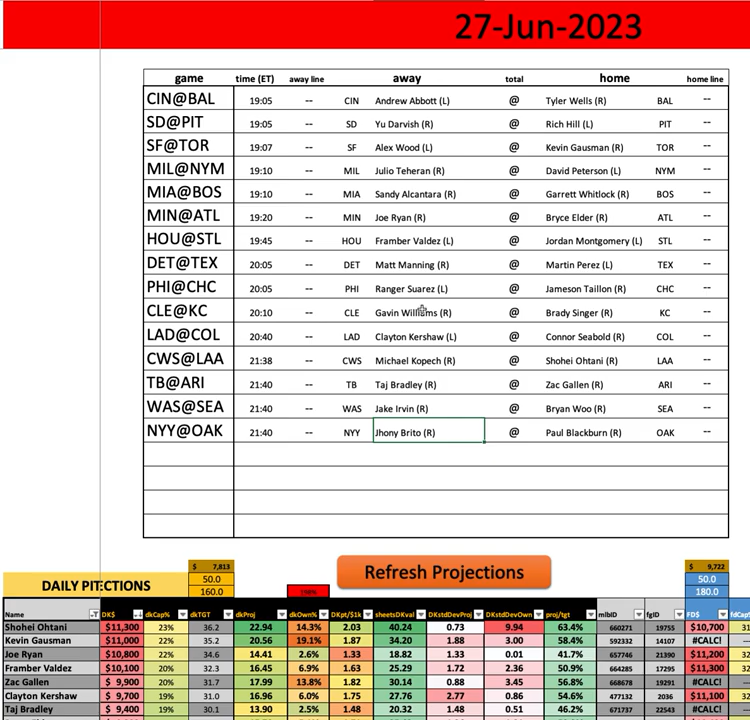 27-Jun-2023
game time (ET) away line away total home home line
CIN@BAL 19:05 -- CIN Andrew Abbott (L) @ Tyler Wells (R) BAL --
SD@PIT 19:05 -- SD Yu Darvish (R) @ Rich Hill (L) PIT --
SF@TOR 19:07 -- SF Alex Wood (L) @ Kevin Gausman (R) TOR --
MIL@NYM 19:10 -- MIL Julio Teheran (R) @ David Peterson (L) NYM --
MIA@BOS 19:10 -- MIA Sandy Alcantara (R) @ Garrett Whitlock (R) BOS --
MIN@ATL 19:20 -- MIN Joe Ryan (R) @ Bryce Elder (R) ATL --
HOU@STL 19:45 -- HOU Framber Valdez (L) @ Jordan Montgomery (L) STL --
DET@TEX 20:05 -- DET Matt Manning (R) @ Martin Perez (L) TEX --
PHI@CHC 20:05 -- PHI Ranger Suarez (L) @ Jameson Taillon (R) CHC --
CLE@KC 20:10 -- CLE Gavin Williams (R) @ Brady Singer (R) KC --
LAD@COL 20:40 -- LAD Clayton Kershaw (L) @ Connor Seabold (R) COL --
CWS@LAA 21:38 -- CWS Michael Kopech (R) @ Shohei Ohtani (R) LAA --
TB@ARI 21:40 -- TB Taj Bradley (R) @ Zac Gallen (R) ARI --
WAS@SEA 21:40 -- WAS Jake Irvin (R) @ Bryan Woo (R) SEA --
NYY@OAK 21:40 -- NYY Jhony Brito (R) @ Paul Blackburn (R) OAK --
Refresh Projections
$ 7,813 $ 9,722
DAILY PITECTIONS 50.0 50.0
160.0 198% 180.0
Name DK$ dkCap% dkTGT dkProj dkOwn% DKpt/$1k sheetsDKval DKstdDevProj DKstdDevOwn proj/tgt mlbID fgID FD$ fdCap%
Shohei Ohtani $11,300 23% 36.2 22.94 14.3% 2.03 40.24 0.73 9.94 63.4% 660271 19755 $10,700 31
Kevin Gausman $11,000 22% 35.2 20.56 19.1% 1.87 34.20 1.88 3.00 58.4% 592332 14107 #CALC!
Joe Ryan $10,800 22% 34.6 14.41 2.6% 1.33 18.82 1.33 0.01 41.7% 657746 21390 $11,200 32
Framber Valdez $10,100 20% 32.3 16.45 6.9% 1.63 25.29 1.72 2.36 50.9% 664285 17295 $11,300 32
Zac Gallen $ 9,900 20% 31.7 17.99 13.8% 1.82 30.14 0.88 3.45 56.8% 668678 19291 #CALC!
Clayton Kershaw $ 9,700 19% 31.0 16.96 6.0% 1.75 27.76 2.77 0.86 54.6% 477132 2036 $11,100 32
Taj Bradley $ 9,400 19% 30.1 13.90 2.5% 1.48 20.32 1.48 0.51 46.2% 671737 22543 #CALC!